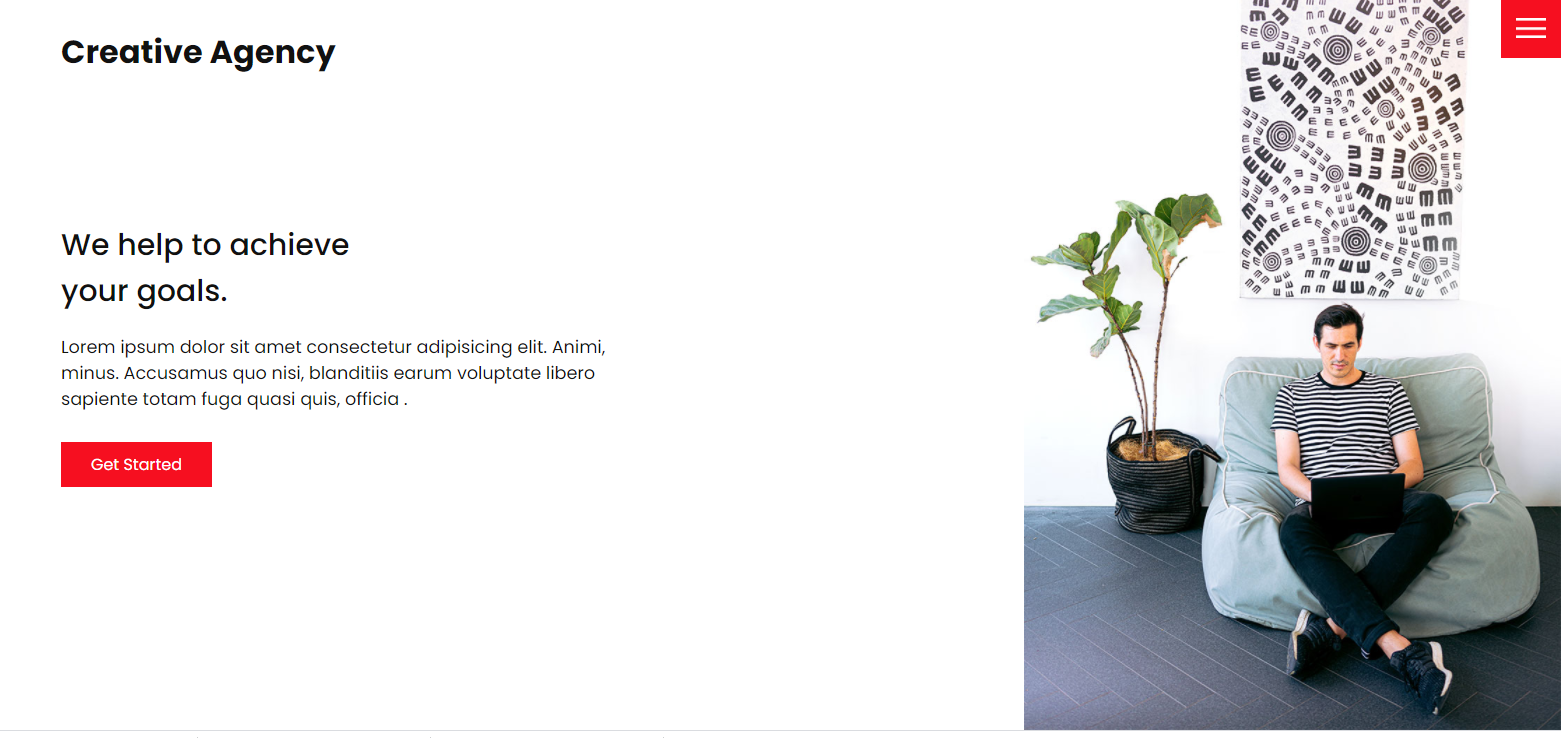 Creative Agency
We help to achieve
your goals.
Lorem ipsum dolor sit amet consectetur adipisicing elit. Animi,
minus. Accusamus quo nisi, blanditiis earum voluptate libero
sapiente totam fuga quasi quis, officia .
Get Started